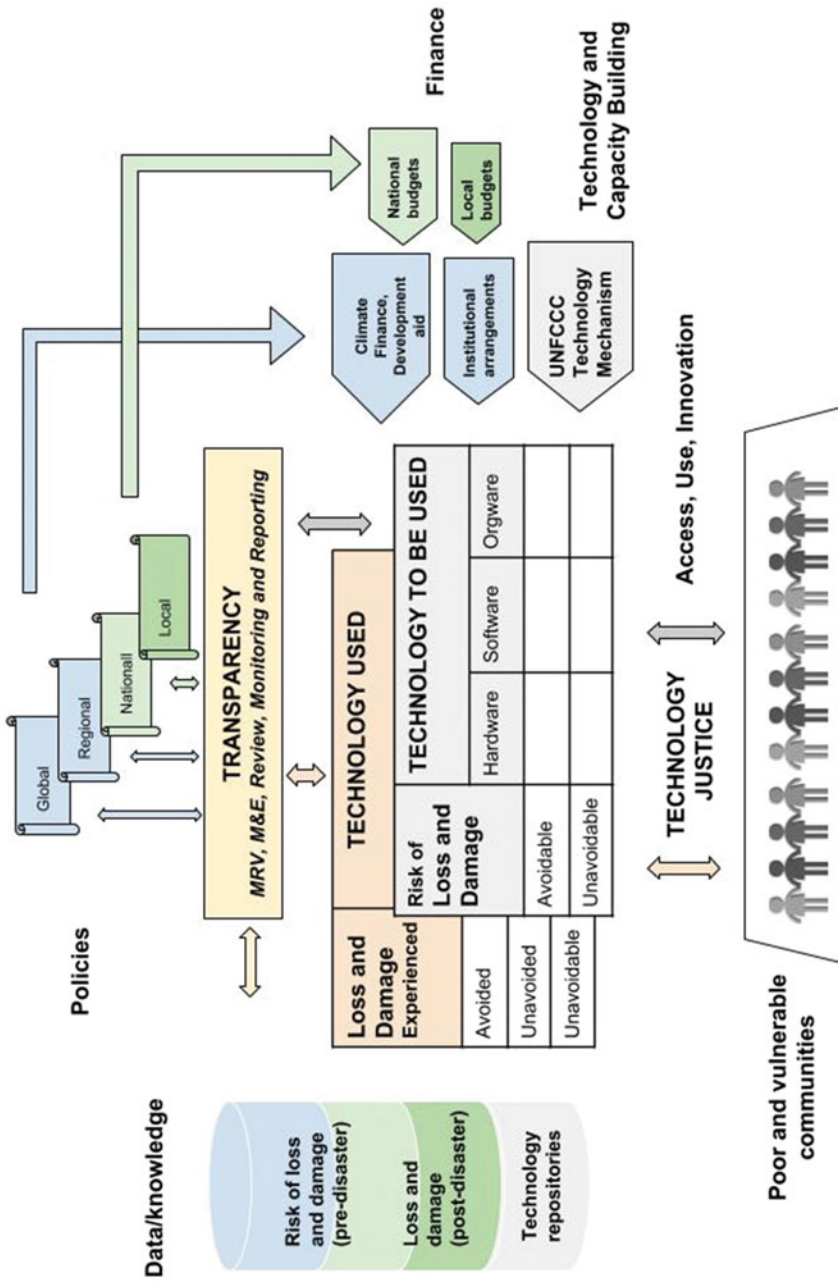 Policies
Global
Regional
Nationall
Local
TRANSPARENCY
MRV, M&E, Review, Monitoring and Reporting
Data/knowledge
Risk of loss
and damage
(pre-disaster)
Loss and
damage
(post-disaster)
Technology
repositories
Loss and
Damage
Experienced
TECHNOLOGY USED
Avoided
Unavoided
Unavoidable
Risk of
Loss and
Damage
TECHNOLOGY TO BE USED
Hardware
Software
Orgware
Avoidable
Unavoidable
Finance
Climate
Finance,
Development
aid
National
budgets
Institutional
arrangements
Local
budgets
UNFCCC
Technology
Mechanism
Technology and
Capacity Building
TECHNOLOGY
JUSTICE
Access, Use, Innovation
Poor and vulnerable
communities